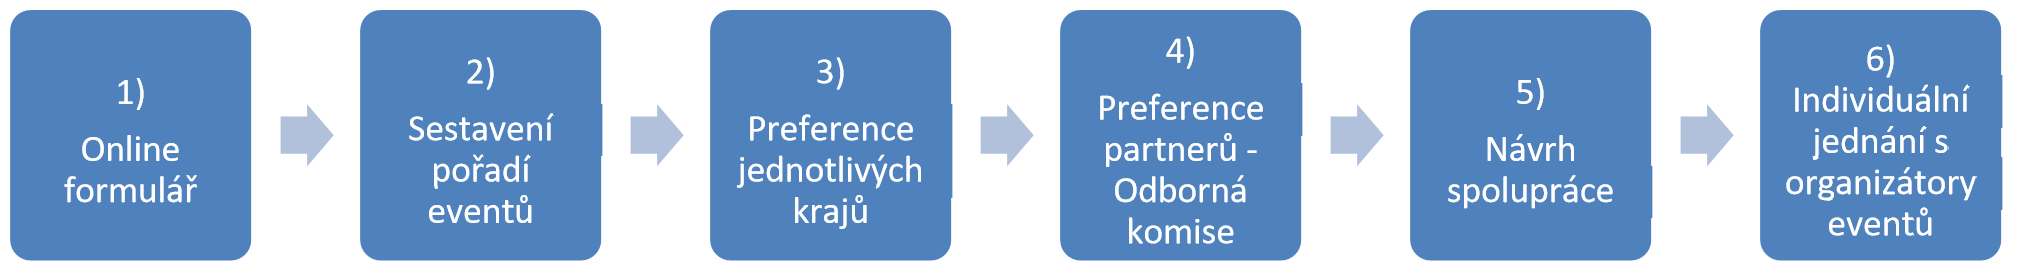 1)
Online
formulář
2)
Sestavení
pořadí
eventů
3)
Preference
jednotlivých
krajů
4)
Preference
partnerů -
Odborná
komise
5)
Návrh
spolupráce
6)
Individuální
jednání s
organizátory
eventů